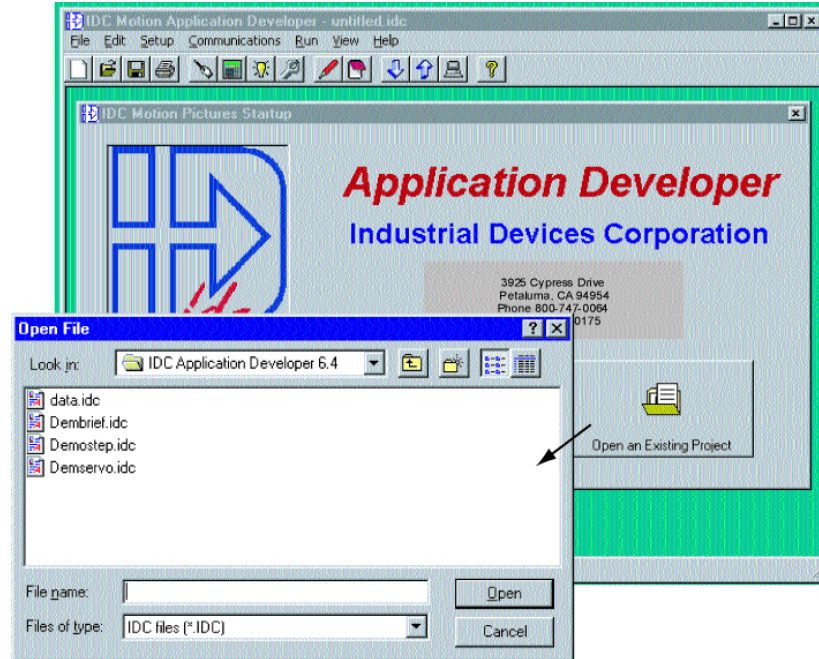 IDC Motion Application Developer - untitled.idc
File Edit Setup Communications Run View Help
IDC Motion Pictures Startup
idc
Application Developer
Industrial Devices Corporation
3925 Cypress Drive
Petaluma, CA 94954
Phone 800-747-0064
0175
Open an Existing Project
Open File
Look in: IDC Application Developer 6.4
data.idc
Dembrief.idc
Demostep.idc
Demservo.idc
File name:
Open
Files of type: IDC files (*.IDC)
Cancel